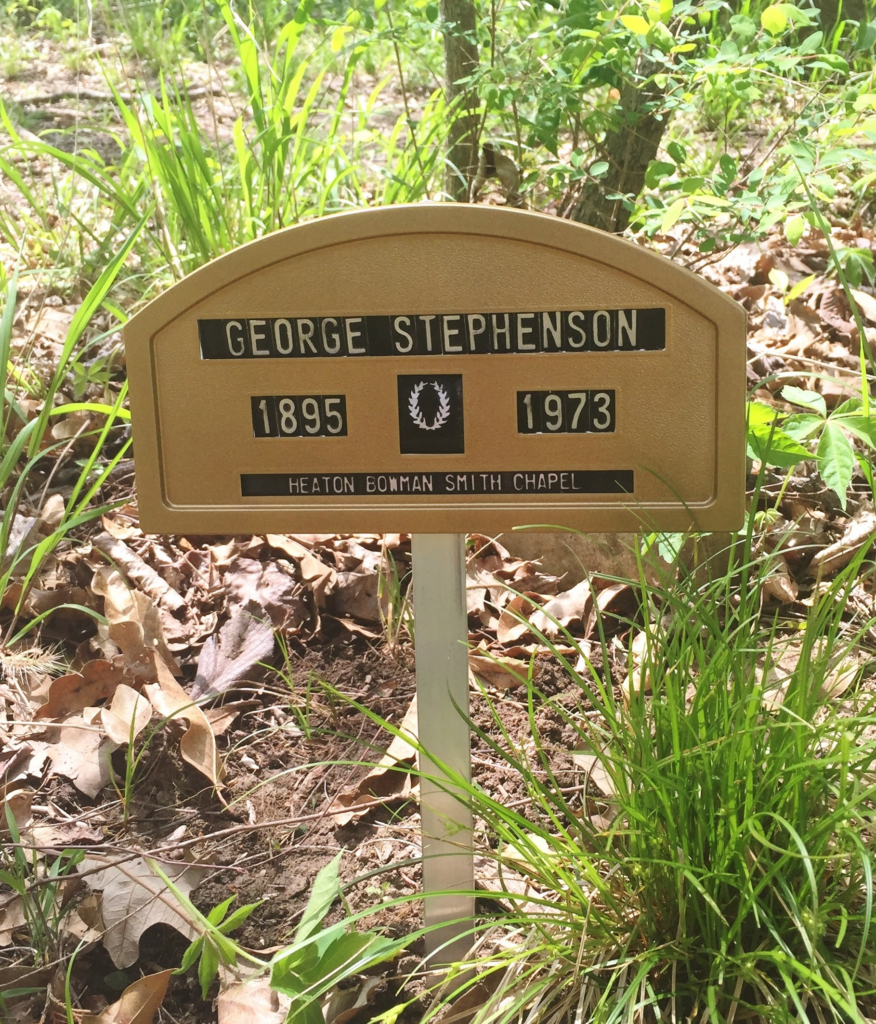 GEORGE STEPHENSON
1895 1973
HEATON BOWMAN SMITH CHAPEL